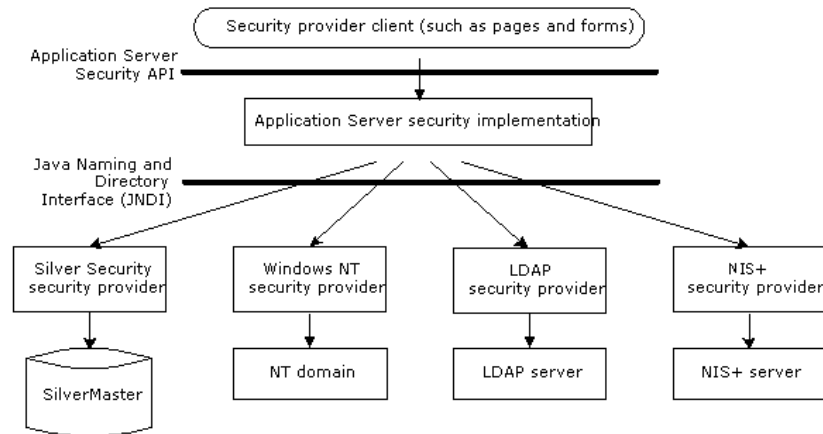 Security provider client (such as pages and forms)
Application Server
Security API
Application Server security implementation
Java Naming and
Directory
Interface (JNDI)
Silver Security
security provider
Windows NT
security provider
LDAP
security provider
NIS+
security provider
SilverMaster
NT domain
LDAP server
NIS+ server